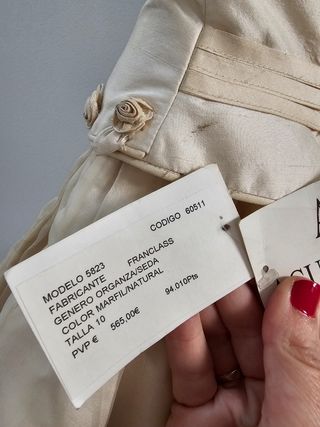 MODELO 5823 CODIGO 60511
FABRICANTE FRANCLASS
GENERO ORGANZA/SEDA
COLOR MARFIL/NATURAL
TALLA 10 94.010Pts
PVP € 565,00€